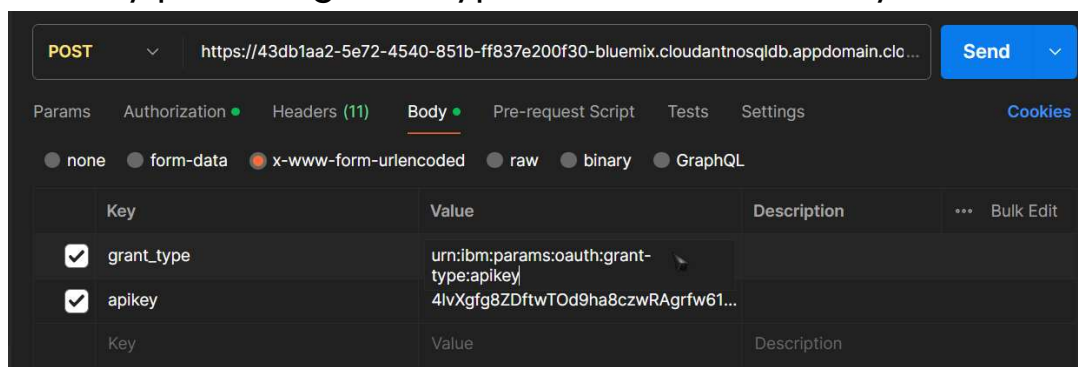 POST https://43db1aa2-5e72-4540-851b-ff837e200f30-bluemix.cloudantnosqldb.appdomain.clo... Send
Params Authorization Headers (11) Body Pre-request Script Tests Settings Cookies
none form-data x-www-form-urlencoded raw binary GraphQL
Key Value Description ••• Bulk Edit
grant_type urn:ibm:params:oauth:grant-
type:apikey
apikey 4lvXgfg8ZDftwTOd9ha8czwRAgrfw61...
Key Value Description